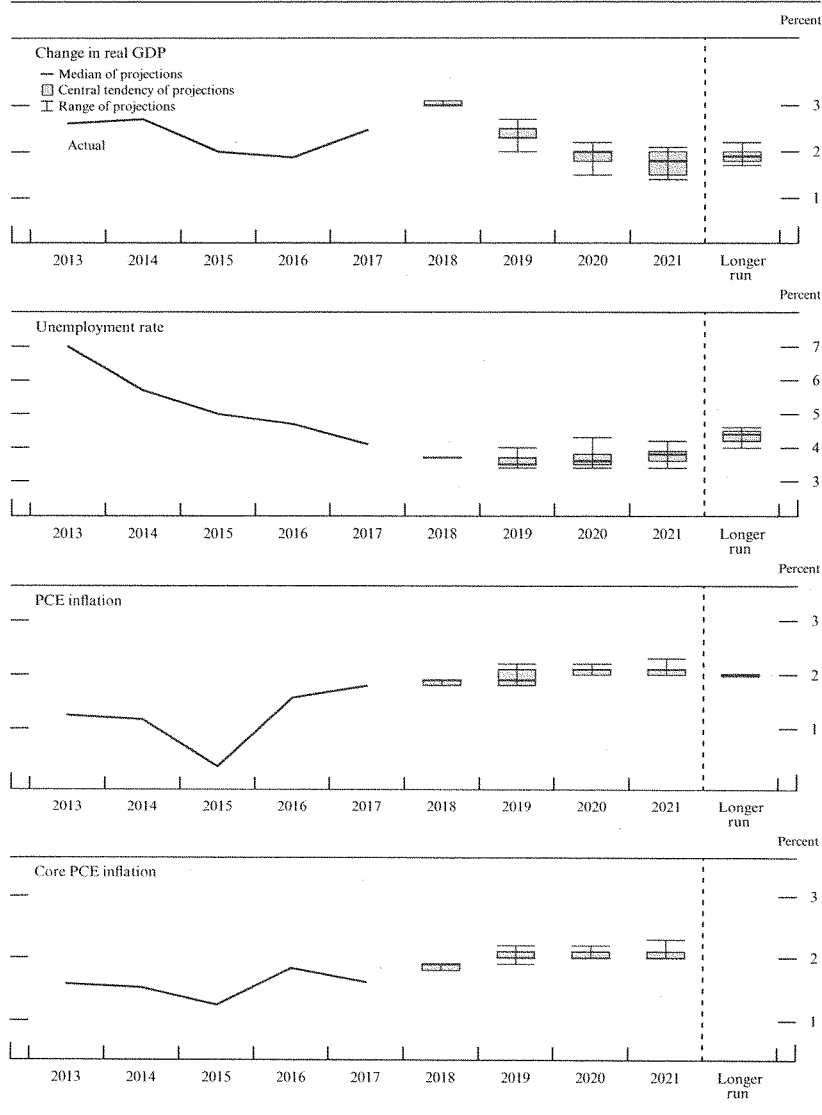 Percent
Change in real GDP
Median of projections
Central tendency of projections
Range of projections
Actual
3
2
1
2013 2014 2015 2016 2017 2018 2019 2020 2021 Longer run
Percent
Unemployment rate
7
6
5
4
3
2013 2014 2015 2016 2017 2018 2019 2020 2021 Longer run
Percent
PCE inflation
3
2
1
2013 2014 2015 2016 2017 2018 2019 2020 2021 Longer run
Percent
Core PCE inflation
3
2
1
2013 2014 2015 2016 2017 2018 2019 2020 2021 Longer run